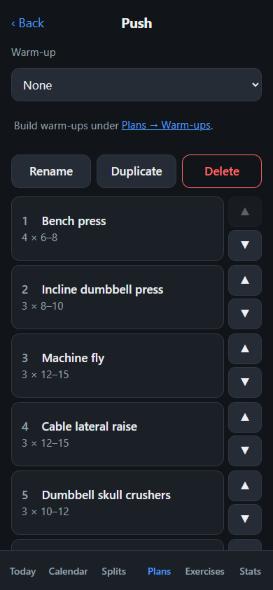 ‹ Back
Push
Warm-up
None
Build warm-ups under Plans → Warm-ups.
Rename
Duplicate
Delete
1 Bench press
4 × 6–8
2 Incline dumbbell press
3 × 8–10
3 Machine fly
3 × 12–15
4 Cable lateral raise
3 × 12–15
5 Dumbbell skull crushers
3 × 10–12
Today
Calendar
Splits
Plans
Exercises
Stats